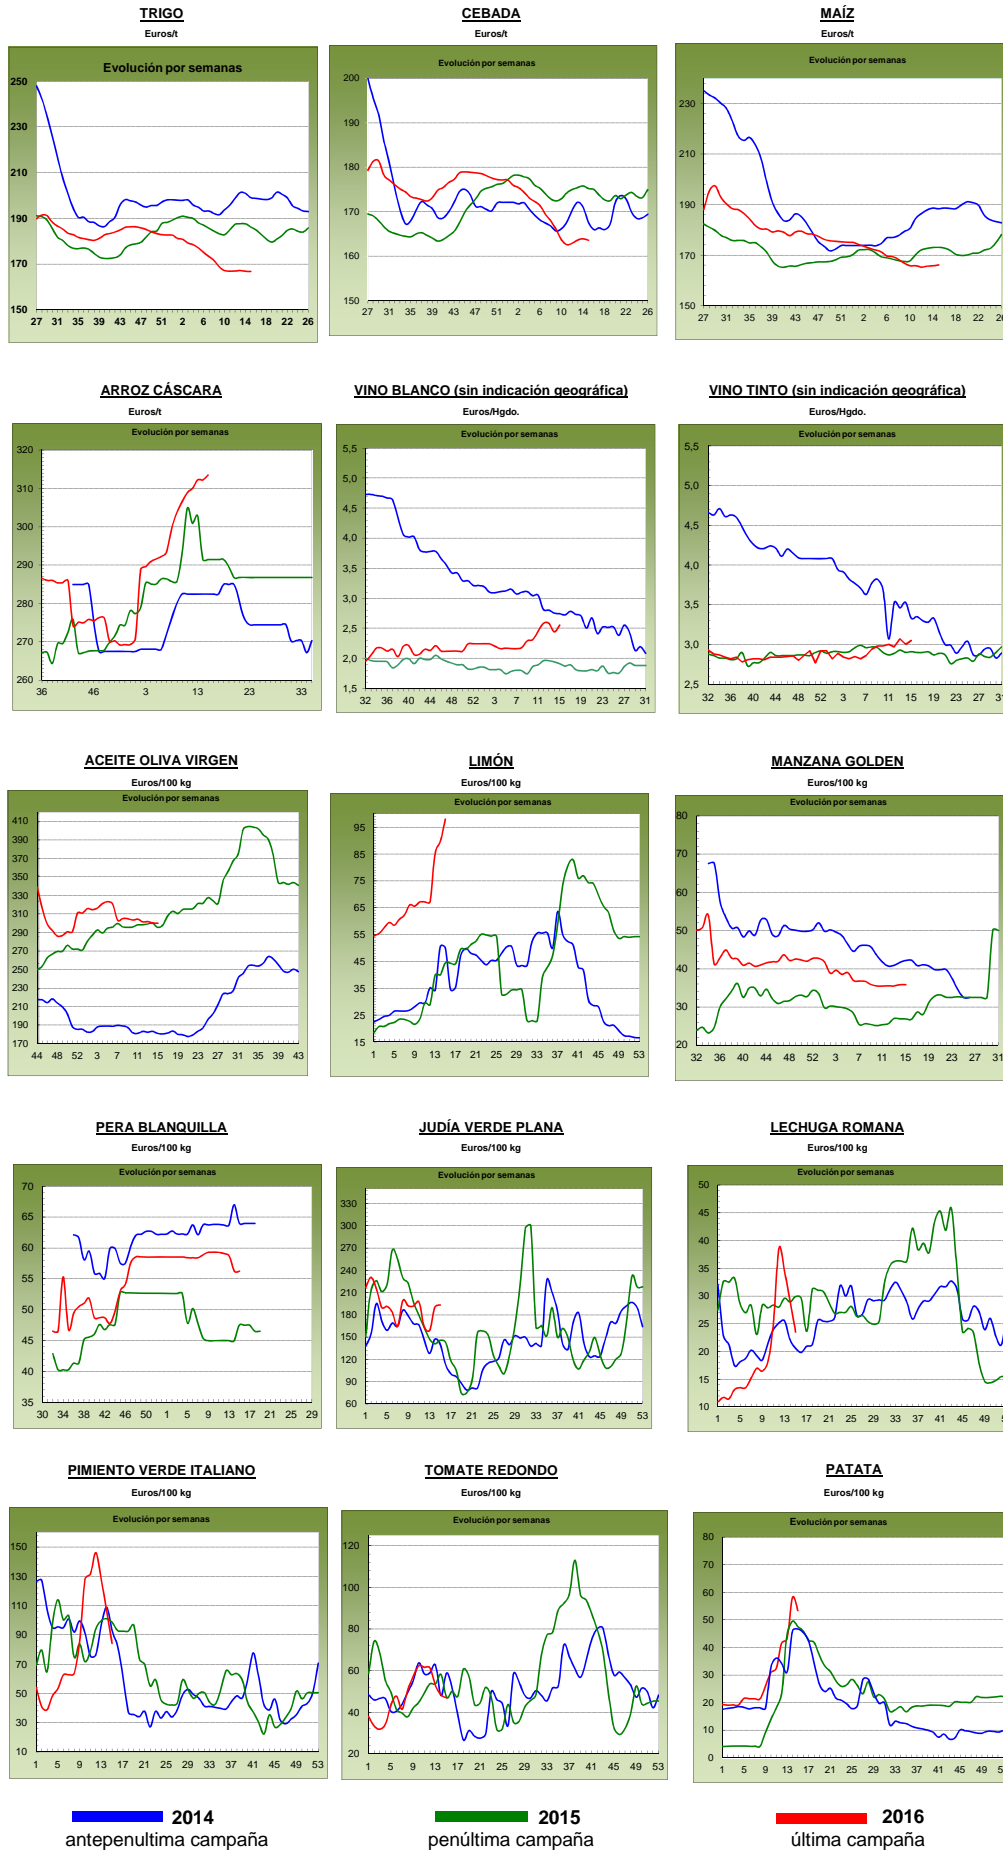 TRIGO
Euros/t
Evolución por semanas
250
230
210
190
170
150
27 31 35 39 43 47 51 2 6 10 14 18 22 26
CEBADA
Euros/t
Evolución por semanas
200
190
180
170
160
150
27 31 35 39 43 47 51 2 6 10 14 18 22 26
MAÍZ
Euros/t
Evolución por semanas
230
210
190
170
150
27 31 35 39 43 47 51 2 6 10 14 18 22 26
ARROZ CÁSCARA
Euros/t
Evolución por semanas
320
310
300
290
280
270
260
36 46 3 13 23 33
VINO BLANCO (sin indicación geográfica)
Euros/Hgdo.
Evolución por semanas
5,5
5,0
4,5
4,0
3,5
3,0
2,5
2,0
1,5
32 36 40 44 48 52 3 7 11 15 19 23 27 31
VINO TINTO (sin indicación geográfica)
Euros/Hgdo.
Evolución por semanas
5,5
5,0
4,5
4,0
3,5
3,0
2,5
32 36 40 44 48 52 3 7 11 15 19 23 27 31
ACEITE OLIVA VIRGEN
Euros/100 kg
Evolución por semanas
410
390
370
350
330
310
290
270
250
230
210
190
170
44 48 52 3 7 11 15 19 23 27 31 35 39 43
LIMÓN
Euros/100 kg
Evolución por semanas
95
85
75
65
55
45
35
25
15
1 5 9 13 17 21 25 29 33 37 41 45 49 53
MANZANA GOLDEN
Euros/100 kg
Evolución por semanas
80
70
60
50
40
30
20
32 36 40 44 48 52 3 7 11 15 19 23 27 31
PERA BLANQUILLA
Euros/100 kg
Evolución por semanas
70
65
60
55
50
45
40
35
30 34 38 42 46 50 1 5 9 13 17 21 25 29
JUDÍA VERDE PLANA
Euros/100 kg
Evolución por semanas
330
300
270
240
210
180
150
120
90
60
1 5 9 13 17 21 25 29 33 37 41 45 49 53
LECHUGA ROMANA
Euros/100 kg
Evolución por semanas
50
45
40
35
30
25
20
15
10
1 5 9 13 17 21 25 29 33 37 41 45 49
PIMIENTO VERDE ITALIANO
Euros/100 kg
Evolución por semanas
150
130
110
90
70
50
30
10
1 5 9 13 17 21 25 29 33 37 41 45 49 53
TOMATE REDONDO
Euros/100 kg
Evolución por semanas
120
100
80
60
40
20
1 5 9 13 17 21 25 29 33 37 41 45 49 53
PATATA
Euros/100 kg
Evolución por semanas
80
70
60
50
40
30
20
10
0
1 5 9 13 17 21 25 29 33 37 41 45 49
2014
antepenultima campaña
2015
penúltima campaña
2016
última campaña